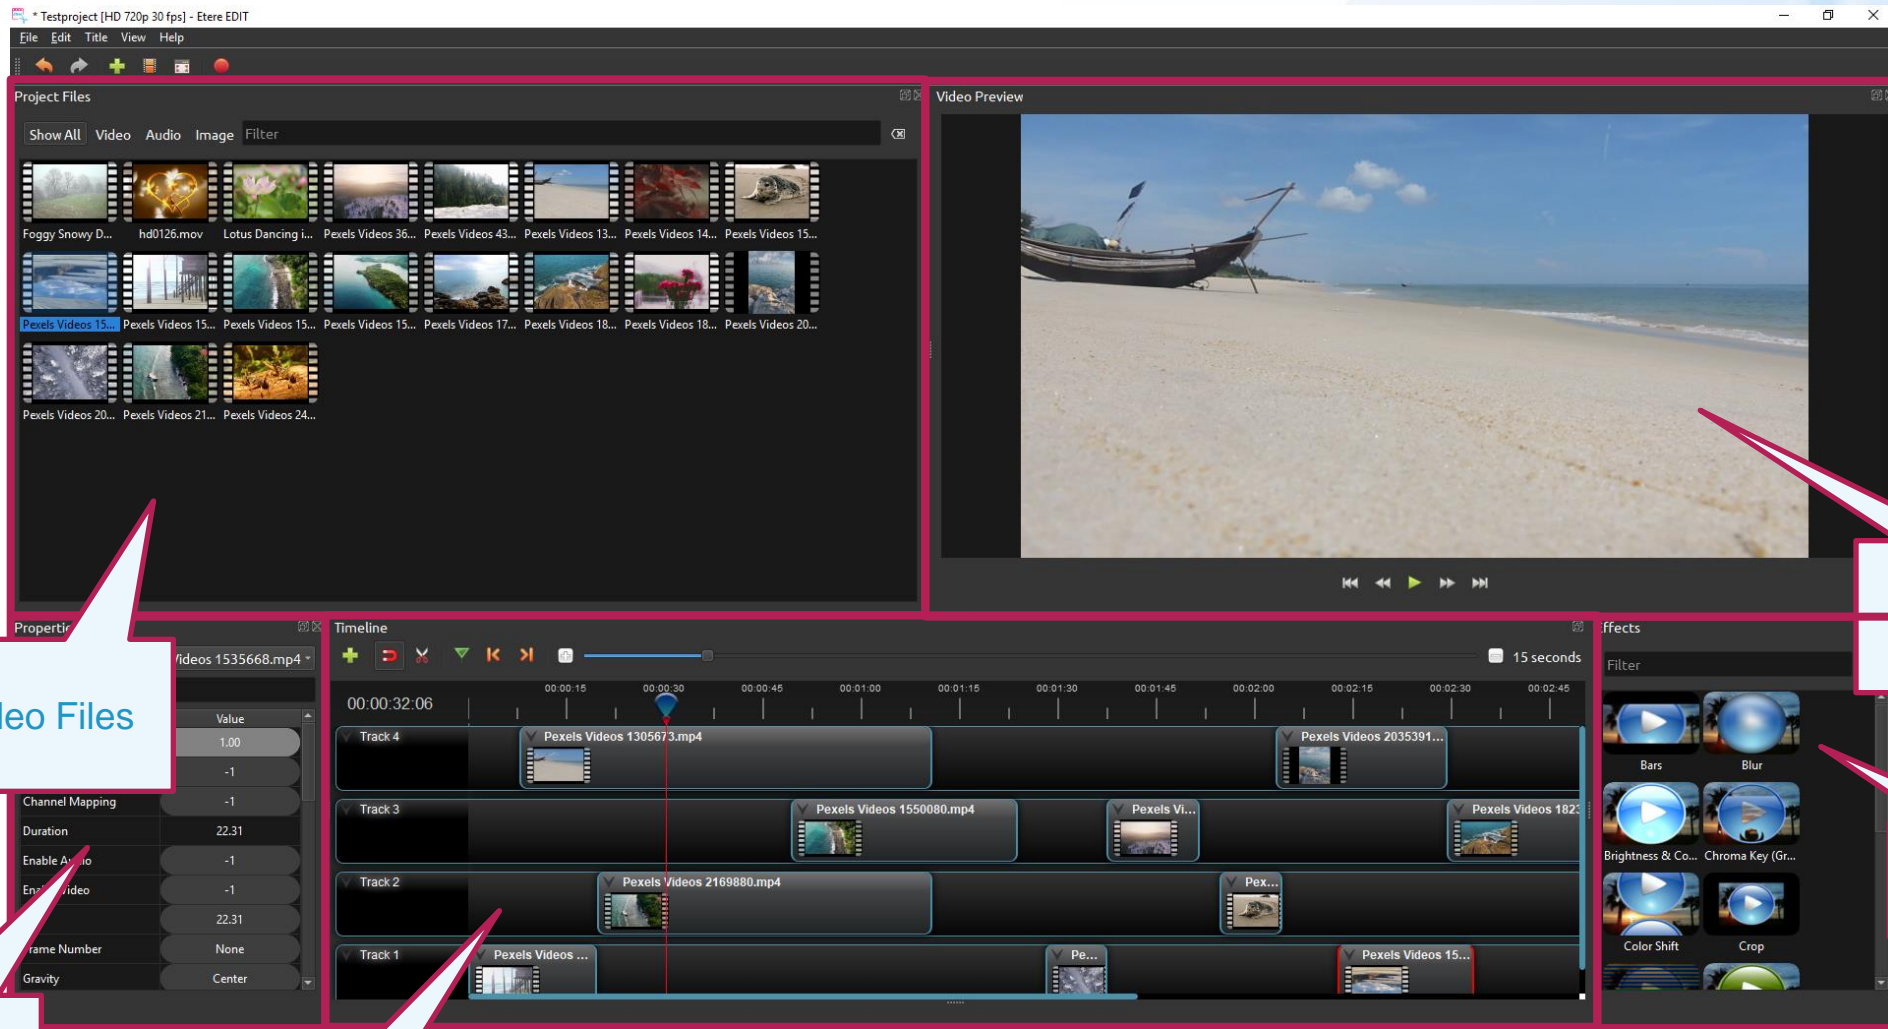 * Testproject [HD 720p 30 fps] - Etere EDIT
File Edit Title View Help
Project Files
Show All Video Audio Image Filter
Foggy Snowy D... hd0126.mov Lotus Dancing i... Pexels Videos 36... Pexels Videos 43... Pexels Videos 13... Pexels Videos 14... Pexels Videos 15...
Pexels Videos 15... Pexels Videos 15... Pexels Videos 15... Pexels Videos 15... Pexels Videos 17... Pexels Videos 18... Pexels Videos 18... Pexels Videos 20...
Pexels Videos 20... Pexels Videos 21... Pexels Videos 24...
Video Preview
Properti
ideos 1535668.mp4
eo Files
Value
1.00
-1
Channel Mapping -1
Duration 22.31
Enable Audio -1
Enable Video -1
22.31
Frame Number None
Gravity Center
Timeline
15 seconds
00:00:32:06
00:00:15 00:00:30 00:00:45 00:01:00 00:01:15 00:01:30 00:01:45 00:02:00 00:02:15 00:02:30 00:02:45
Track 4 Pexels Videos 1305673.mp4 Pexels Videos 2035391...
Track 3 Pexels Videos 1550080.mp4 Pexels Vi... Pexels Videos 1823
Track 2 Pexels Videos 2169880.mp4 Pex...
Track 1 Pexels Videos ... Pe... Pexels Videos 15...
ffects
Filter
Bars Blur
Brightness & Co... Chroma Key (Gr...
Color Shift Crop